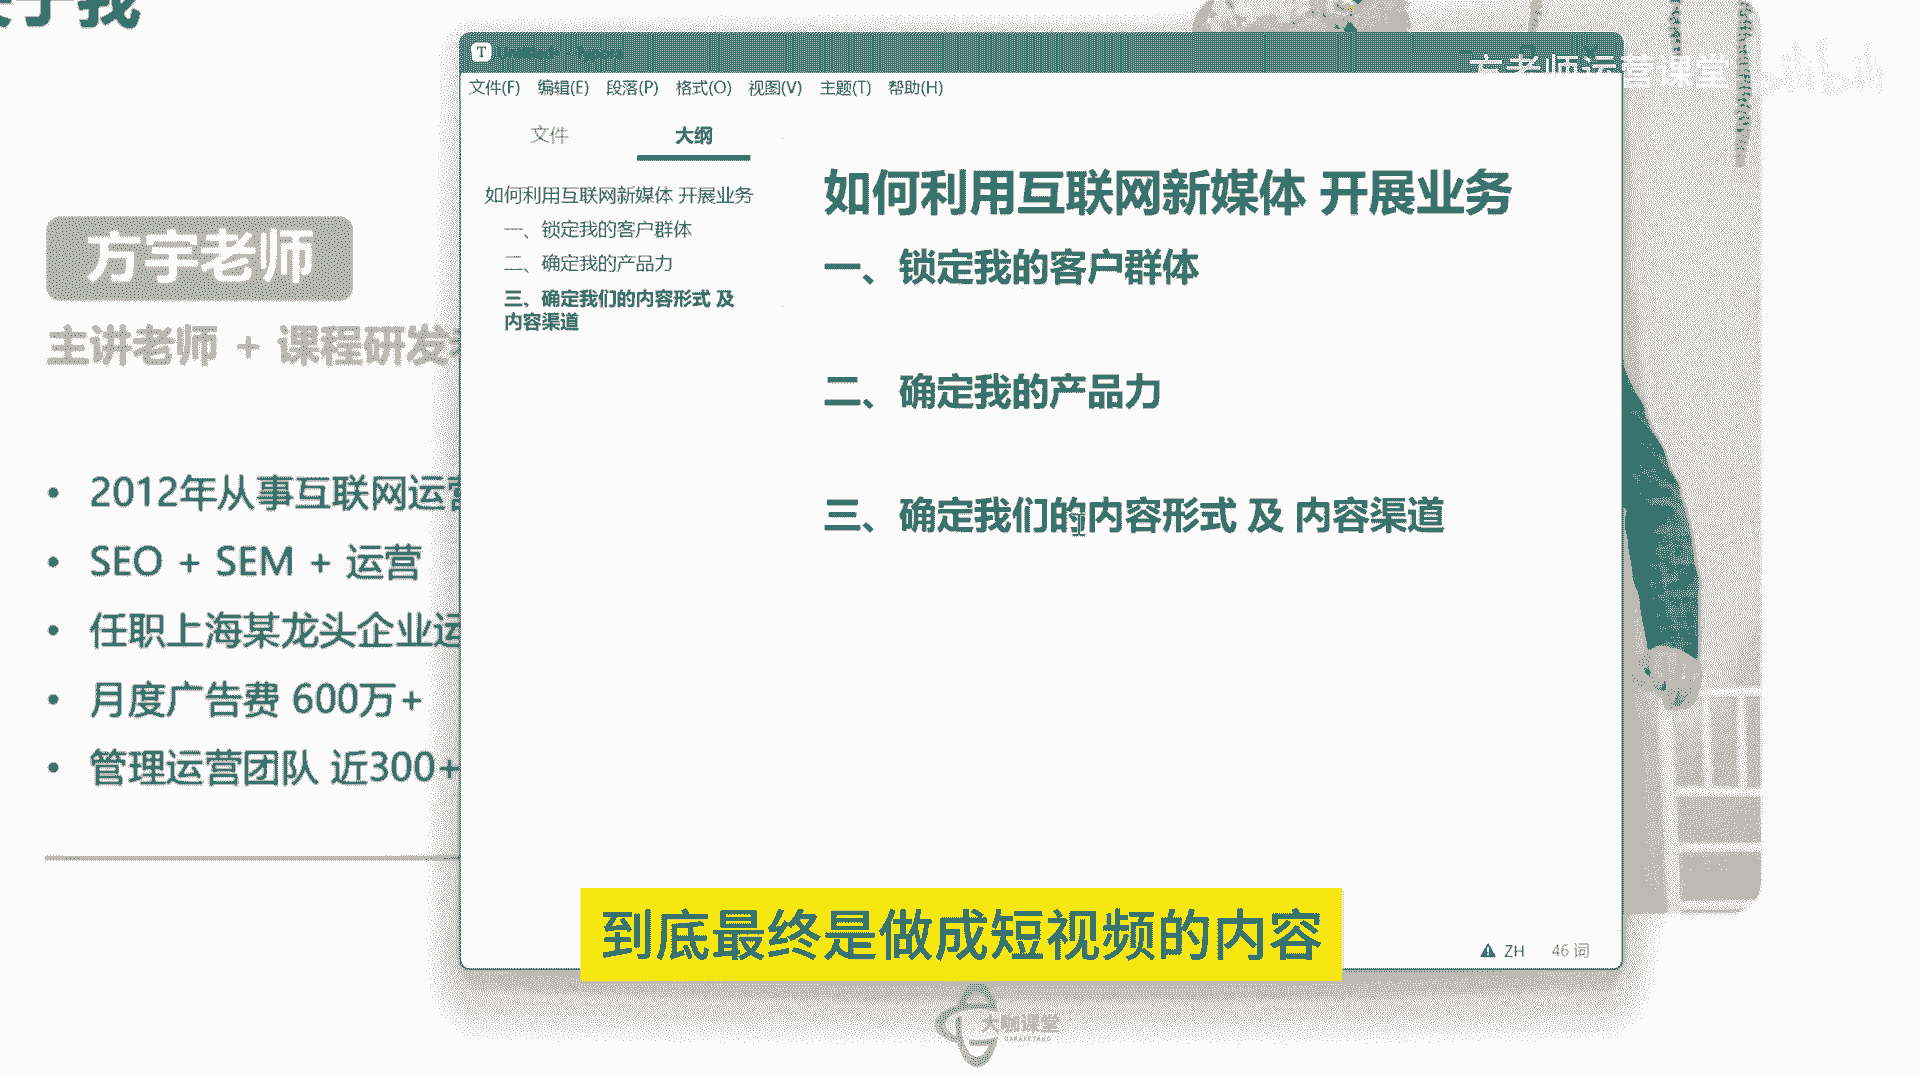 于我
方宇老师
主讲老师 + 课程研发
• 2012年从事互联网运营
• SEO + SEM + 运营
• 任职上海某龙头企业运
• 月度广告费 600万+
• 管理运营团队 近300+
T
文件(F) 编辑(E) 段落(P) 格式(O) 视图(V) 主题(T) 帮助(H)
文件 大纲
如何利用互联网新媒体 开展业务
一、锁定我的客户群体
二、确定我的产品力
三、确定我们的内容形式 及
内容渠道
如何利用互联网新媒体 开展业务
一、锁定我的客户群体
二、确定我的产品力
三、确定我们的内容形式 及 内容渠道
ZH 46 词
方老师运营课堂
到底最终是做成短视频的内容
大咖课堂